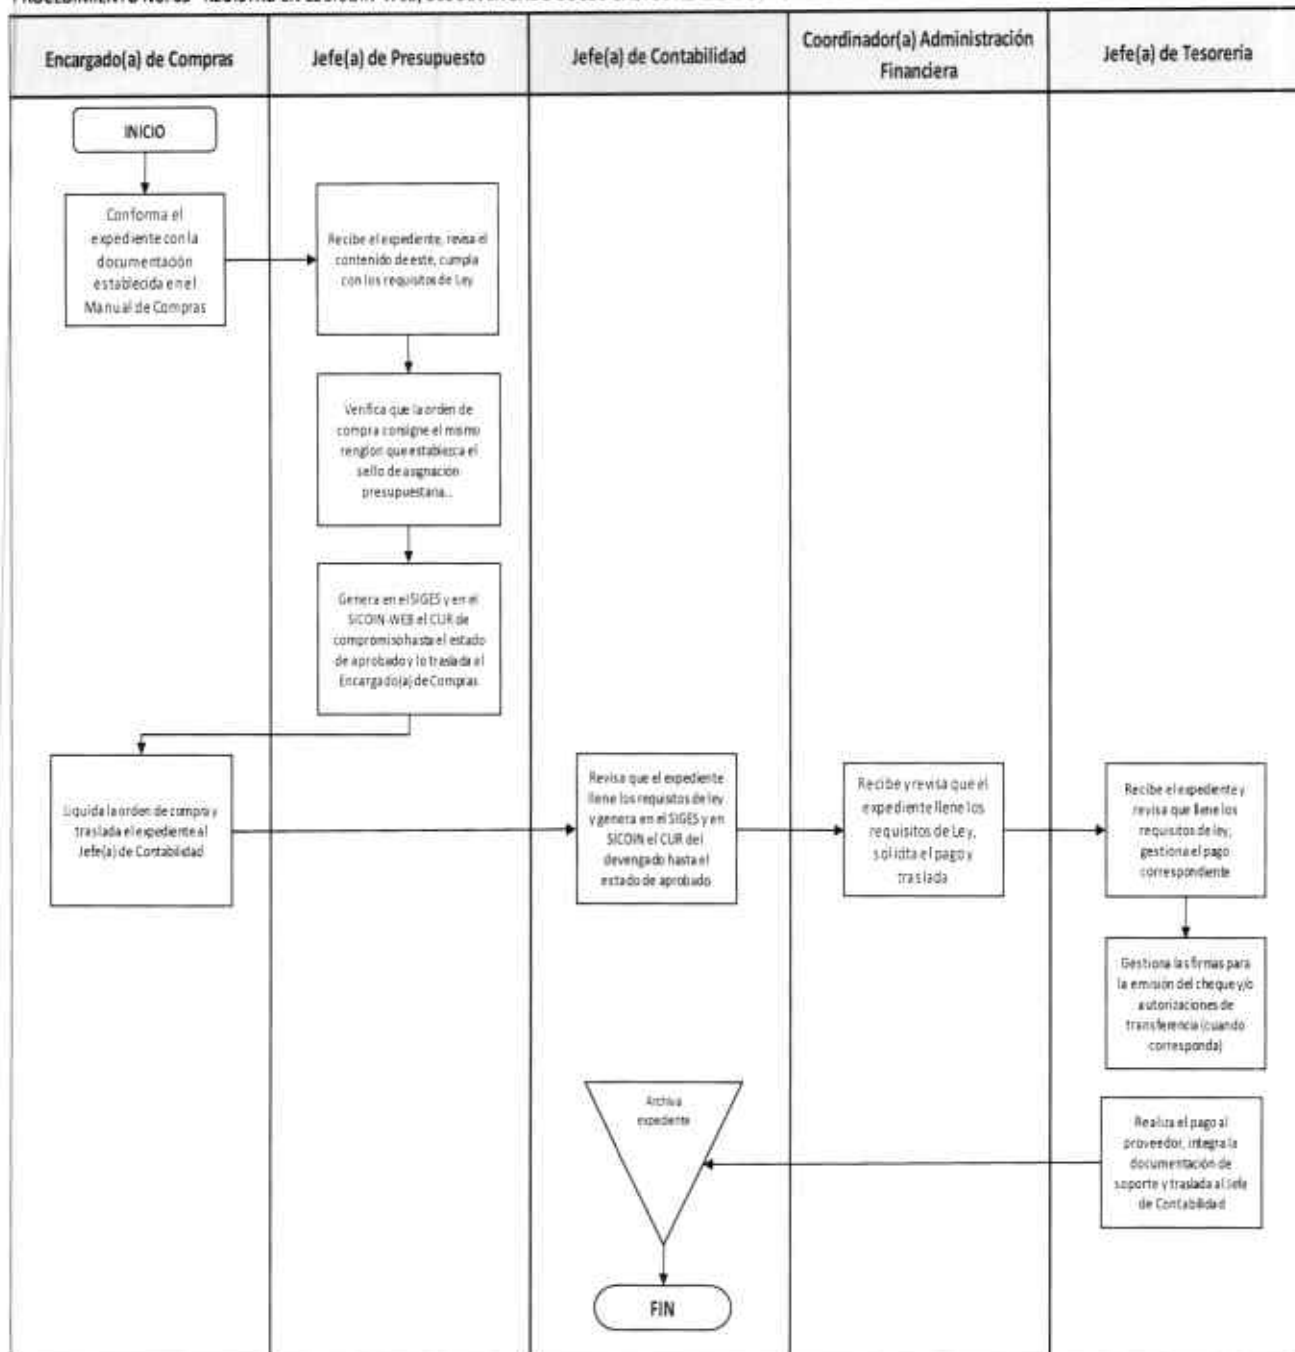 Encargado(a) de Compras
Jefe(a) de Presupuesto
Jefe(a) de Contabilidad
Coordinador(a) Administración
Financiera
Jefe(a) de Tesorería
INICIO
Conforma el
expediente con la
documentación
establecida en el
Manual de Compras
Recibe el expediente, revisa el
contenido de este, cumpla
con los requisitos de Ley
Verifica que la orden de
compra consigne el mismo
renglon que establezca el
sello de asignación
presupuestaria...
Genera en el SIGES y en el
SICOIN-WEB el CUR de
compromiso hasta el estado
de aprobado y lo traslada al
Encargado(a) de Compras
Liquida la orden de compra y
traslada el expediente al
Jefe(a) de Contabilidad
Revisa que el expediente
llene los requisitos de ley
y genera en el SIGES y en
SICOIN el CUR del
devengado hasta el
estado de aprobado
Recibe y revisa que el
expediente llene los
requisitos de Ley,
solicita el pago y
traslada
Recibe el expediente y
revisa que llene los
requisitos de ley;
gestiona el pago
correspondiente
Gestiona las firmas para
la emisión del cheque y/o
autorizaciones de
transferencia (cuando
corresponda)
Realiza el pago al
proveedor, integra la
documentación de
soporte y traslada al Jefe
de Contabilidad
Archiva
expediente
FIN